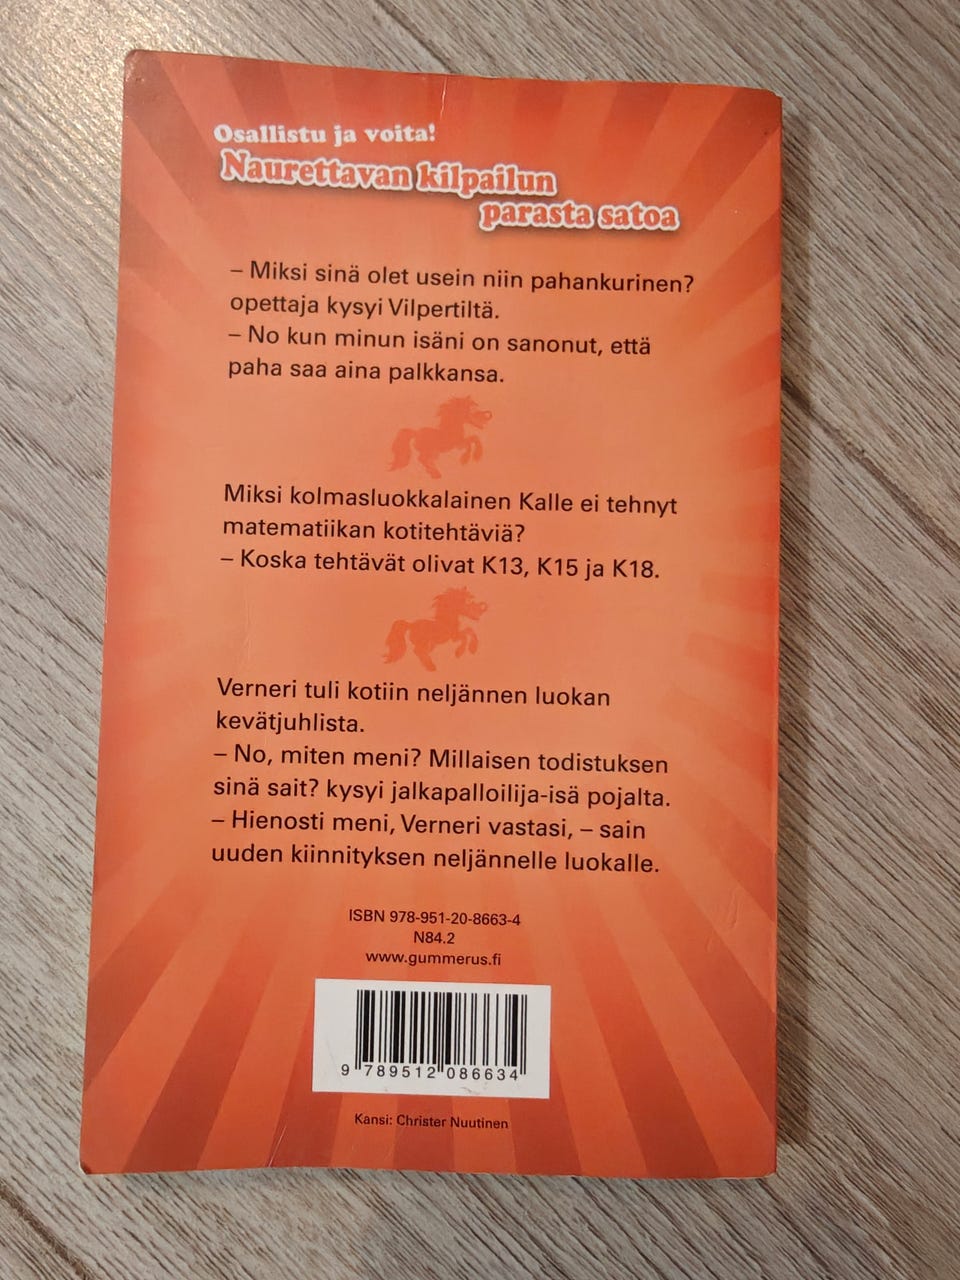 Osallistu ja voita!
Naurettavan kilpailun
parasta satoa
– Miksi sinä olet usein niin pahankurinen?
opettaja kysyi Vilpertiltä.
– No kun minun isäni on sanonut, että
paha saa aina palkkansa.
Miksi kolmasluokkalainen Kalle ei tehnyt
matematiikan kotitehtäviä?
– Koska tehtävät olivat K13, K15 ja K18.
Verneri tuli kotiin neljännen luokan
kevätjuhlista.
– No, miten meni? Millaisen todistuksen
sinä sait? kysyi jalkapalloilija-isä pojalta.
– Hienosti meni, Verneri vastasi, – sain
uuden kiinnityksen neljännelle luokalle.
ISBN 978-951-20-8663-4
N84.2
www.gummerus.fi
9 789512 086634
Kansi: Christer Nuutinen